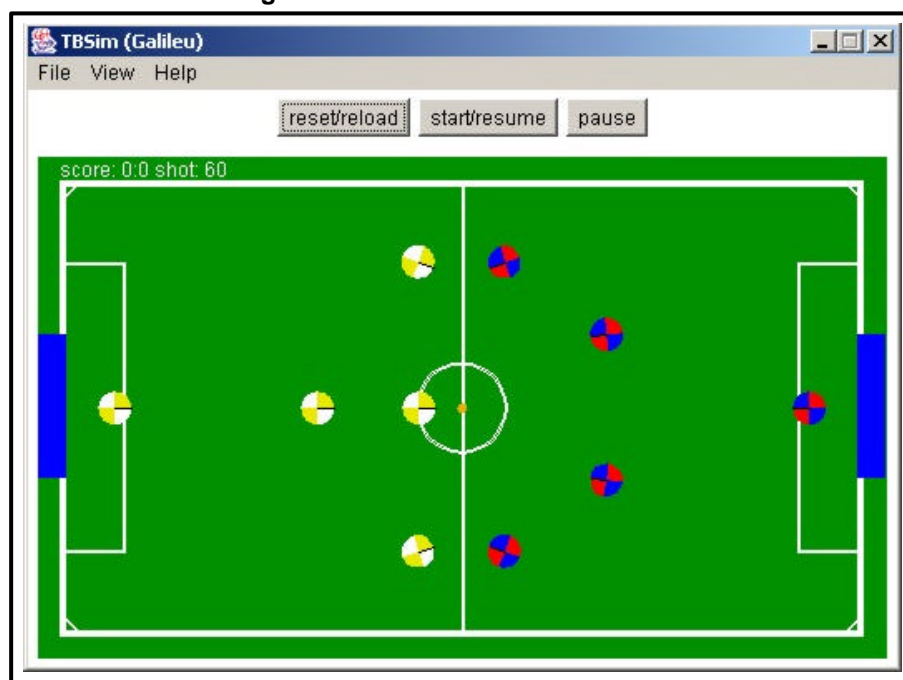 TBSim (Galileu)
File View Help
reset/reload start/resume pause
score: 0:0 shot: 60